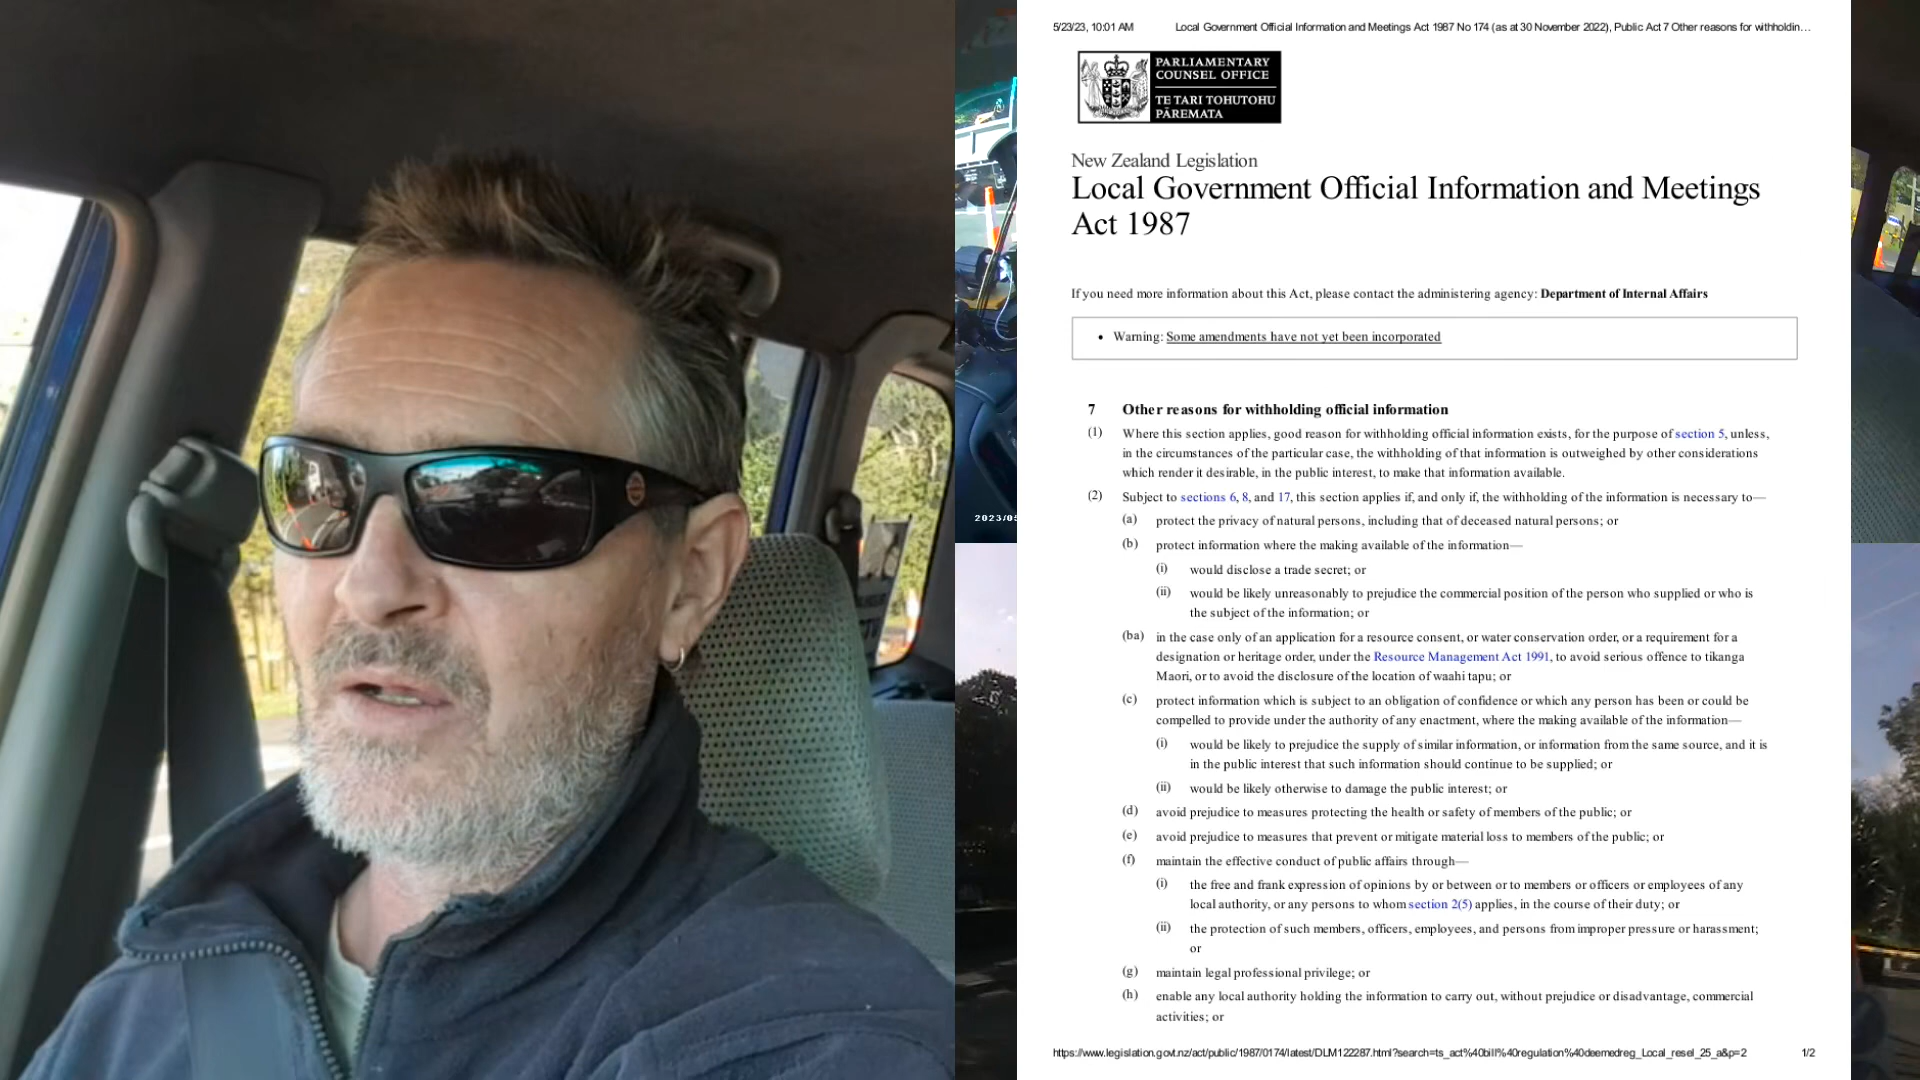 5/23/23, 10:01 AM Local Government Official Information and Meetings Act 1987 No 174 (as at 30 November 2022), Public Act 7 Other reasons for withholdin…
PARLIAMENTARY
COUNSEL OFFICE
TE TARI TOHUTOHU
PĀREMATA
New Zealand Legislation
Local Government Official Information and Meetings
Act 1987
If you need more information about this Act, please contact the administering agency: Department of Internal Affairs
• Warning: Some amendments have not yet been incorporated
7 Other reasons for withholding official information
(1) Where this section applies, good reason for withholding official information exists, for the purpose of section 5, unless,
in the circumstances of the particular case, the withholding of that information is outweighed by other considerations
which render it desirable, in the public interest, to make that information available.
(2) Subject to sections 6, 8, and 17, this section applies if, and only if, the withholding of the information is necessary to—
(a) protect the privacy of natural persons, including that of deceased natural persons; or
(b) protect information where the making available of the information—
(i) would disclose a trade secret; or
(ii) would be likely unreasonably to prejudice the commercial position of the person who supplied or who is
the subject of the information; or
(ba) in the case only of an application for a resource consent, or water conservation order, or a requirement for a
designation or heritage order, under the Resource Management Act 1991, to avoid serious offence to tikanga
Maori, or to avoid the disclosure of the location of waahi tapu; or
(c) protect information which is subject to an obligation of confidence or which any person has been or could be
compelled to provide under the authority of any enactment, where the making available of the information—
(i) would be likely to prejudice the supply of similar information, or information from the same source, and it is
in the public interest that such information should continue to be supplied; or
(ii) would be likely otherwise to damage the public interest; or
(d) avoid prejudice to measures protecting the health or safety of members of the public; or
(e) avoid prejudice to measures that prevent or mitigate material loss to members of the public; or
(f) maintain the effective conduct of public affairs through—
(i) the free and frank expression of opinions by or between or to members or officers or employees of any
local authority, or any persons to whom section 2(5) applies, in the course of their duty; or
(ii) the protection of such members, officers, employees, and persons from improper pressure or harassment;
or
(g) maintain legal professional privilege; or
(h) enable any local authority holding the information to carry out, without prejudice or disadvantage, commercial
activities; or
https://www.legislation.govt.nz/act/public/1987/0174/latest/DLM122287.html?search=ts_act%40bill%40regulation%40deemedreg_Local_resel_25_a&p=2 1/2
2023/05